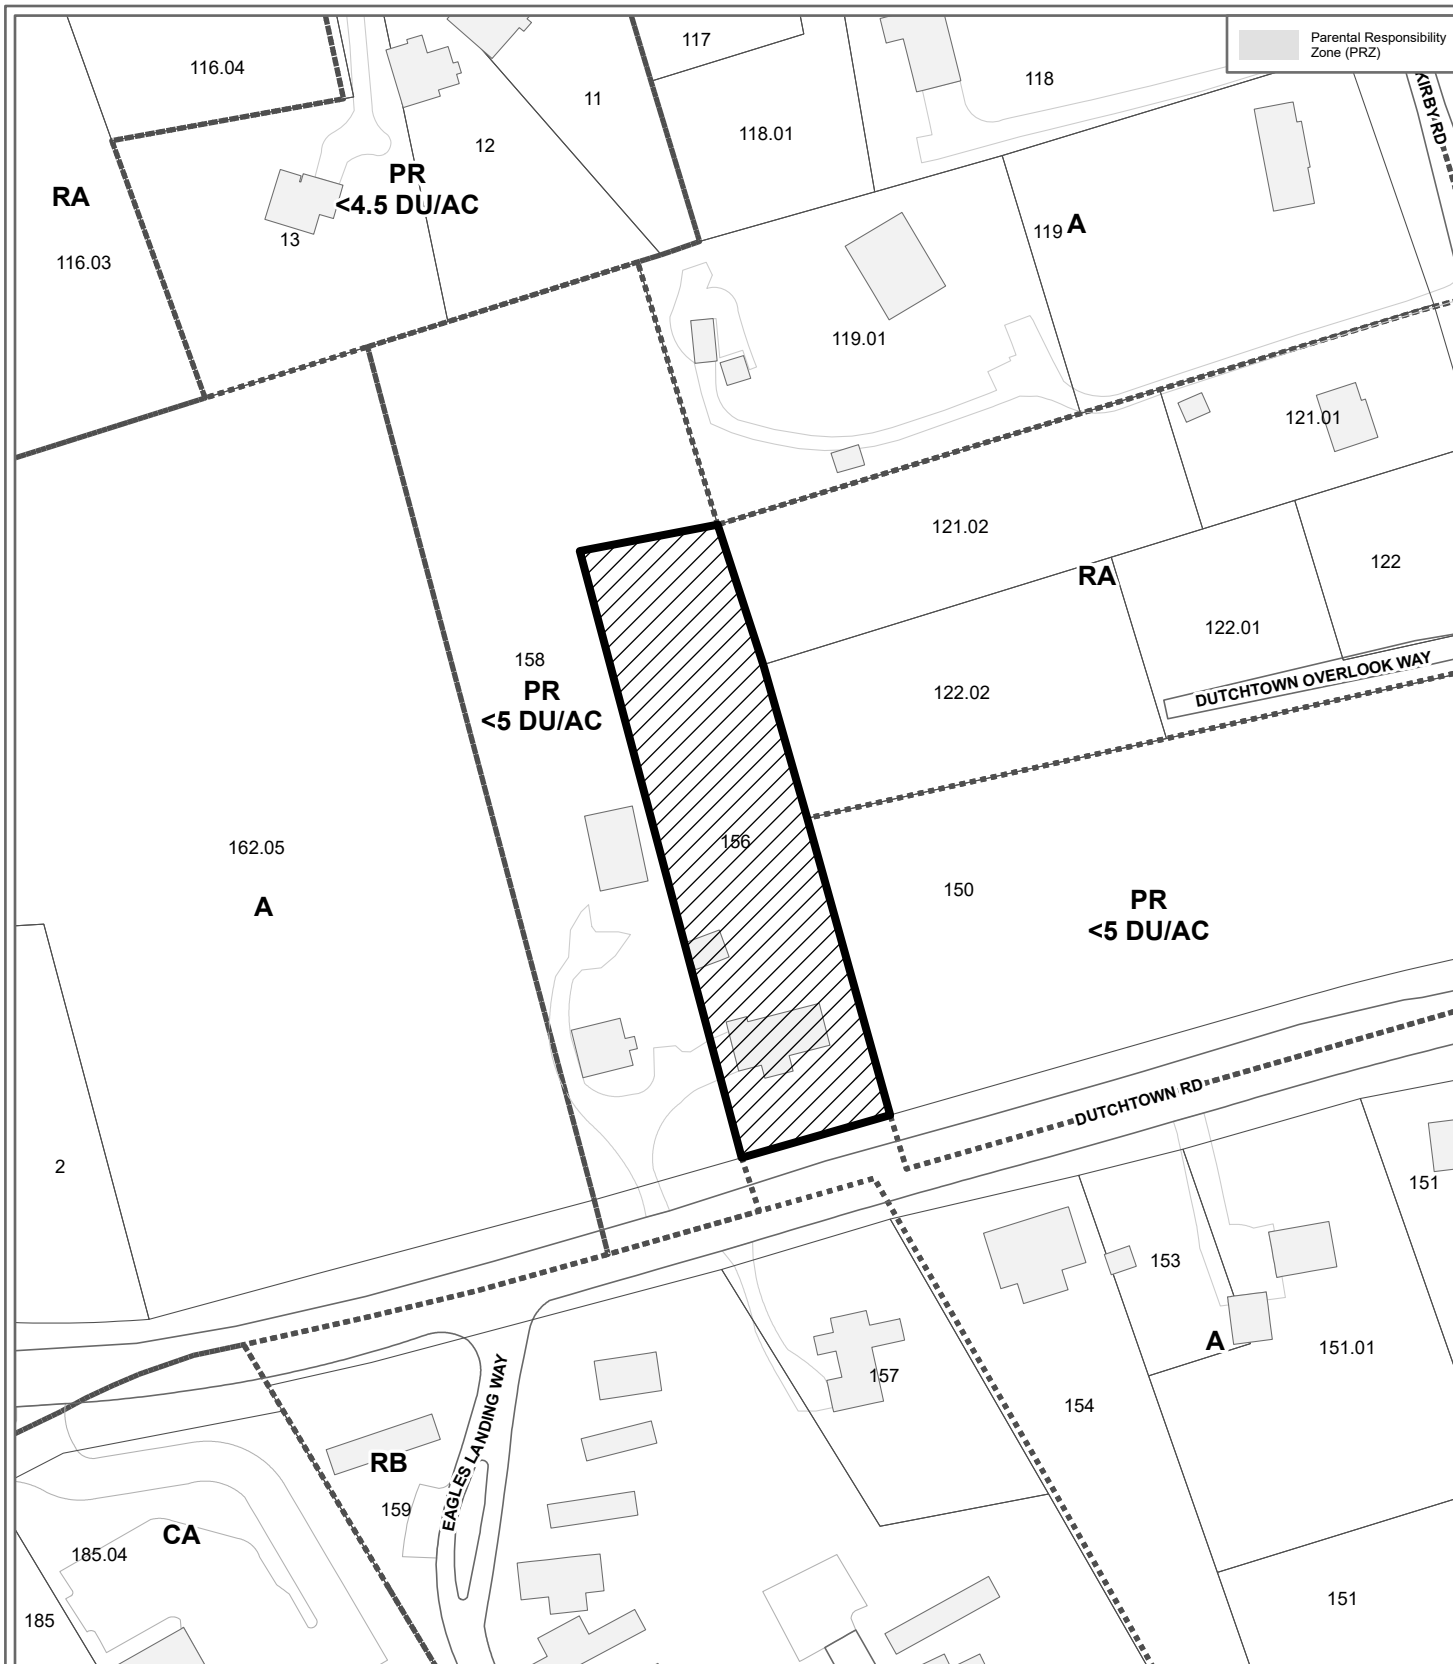 117
Parental Responsibility
Zone (PRZ)
116.04
118
11
KIRBY RD
118.01
12
PR
<4.5 DU/AC
RA
119 A
13
116.03
119.01
121.01
121.02
122
RA
122.01
158
DUTCHTOWN OVERLOOK WAY
PR
<5 DU/AC
122.02
156
162.05
150
PR
<5 DU/AC
A
DUTCHTOWN RD
2
151
153
A
151.01
157
154
EAGLES LANDING WAY
RB
159
CA
185.04
151
185